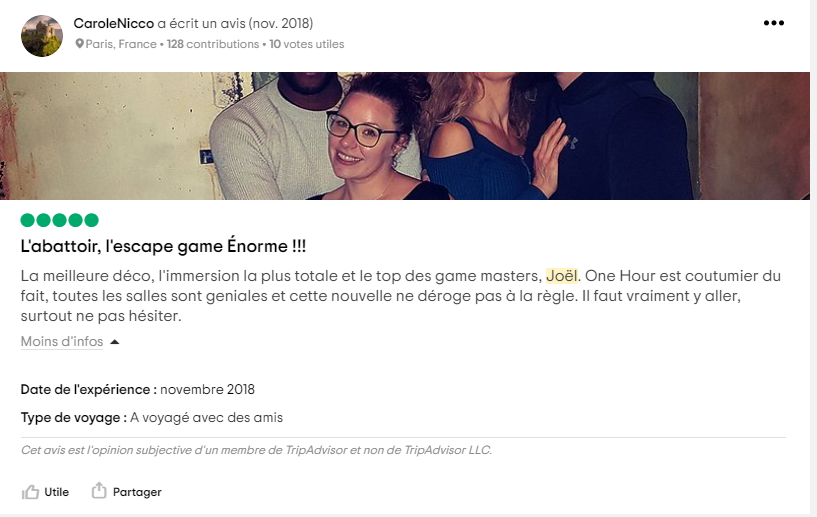 CaroleNicco a écrit un avis (nov. 2018)
Paris, France • 128 contributions • 10 votes utiles
L'abattoir, l'escape game Énorme !!!
La meilleure déco, l'immersion la plus totale et le top des game masters, Joël. One Hour est coutumier du
fait, toutes les salles sont geniales et cette nouvelle ne déroge pas à la règle. Il faut vraiment y aller,
surtout ne pas hésiter.
Moins d'infos
Date de l'expérience : novembre 2018
Type de voyage : A voyagé avec des amis
Cet avis est l'opinion subjective d'un membre de TripAdvisor et non de TripAdvisor LLC.
Utile Partager